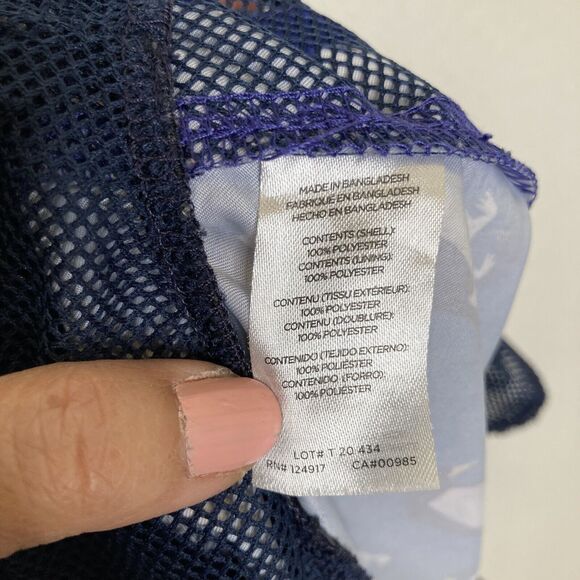 MADE IN BANGLADESH
FABRIQUE EN BANGLADESH
HECHO EN BANGLADESH
CONTENTS (SHELL):
100% POLYESTER
CONTENTS (LINING):
100% POLYESTER
CONTENU (TISSU EXTÉRIEUR):
100% POLYESTER
CONTENU (DOUBLURE):
100% POLYESTER
CONTENIDO (TEJIDO EXTERNO):
100% POLIÉSTER
CONTENIDO (FORRO):
100% POLIÉSTER
LOT# T 20 434
RN# 124917 CA#00985